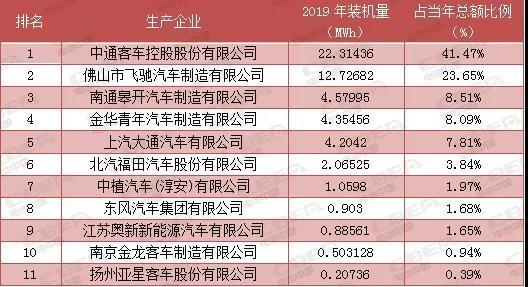 排名 生产企业 2019年装机量（MWh） 占当年总额比例（%）
1 中通客车控股股份有限公司 22.31436 41.47%
2 佛山市飞驰汽车制造有限公司 12.72682 23.65%
3 南通皋开汽车制造有限公司 4.57995 8.51%
4 金华青年汽车制造有限公司 4.35456 8.09%
5 上汽大通汽车有限公司 4.2042 7.81%
6 北汽福田汽车股份有限公司 2.06525 3.84%
7 中植汽车(淳安)有限公司 1.0598 1.97%
8 东风汽车集团有限公司 0.903 1.68%
9 江苏奥新新能源汽车有限公司 0.88561 1.65%
10 南京金龙客车制造有限公司 0.503128 0.94%
11 扬州亚星客车股份有限公司 0.20736 0.39%